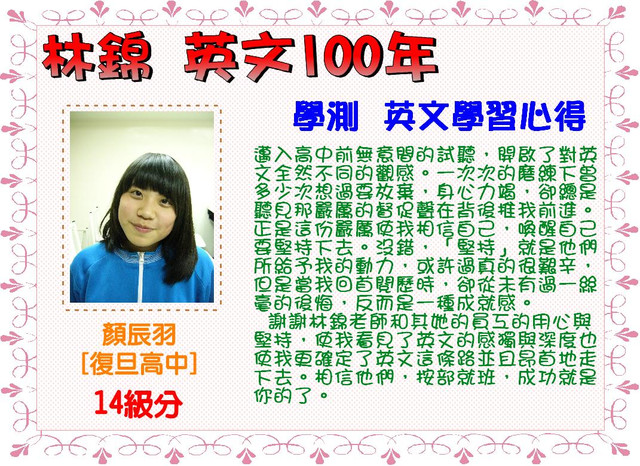 林錦 英文100年
學測 英文學習心得
邁入高中前無意間的試聽，開啟了對英
文全然不同的觀感。一次次的磨練下曾
多少次想過要放棄，身心力竭，卻總是
聽見那嚴厲的督促聲在背後推我前進。
正是這份嚴厲使我相信自己，喚醒自己
要堅持下去。沒錯，「堅持」就是他們
所給予我的動力，或許過真的很艱辛，
但是當我回首閱歷時，卻從未有過一絲
毫的後悔，反而是一種成就感。
謝謝林錦老師和其她的員互的用心與
堅持，使我看見了英文的感獨與深度也
使我更確定了英文這條路並且昂首地走
下去。相信他們，按部就班，成功就是
你的了。
顏辰羽
[復旦高中]
14級分